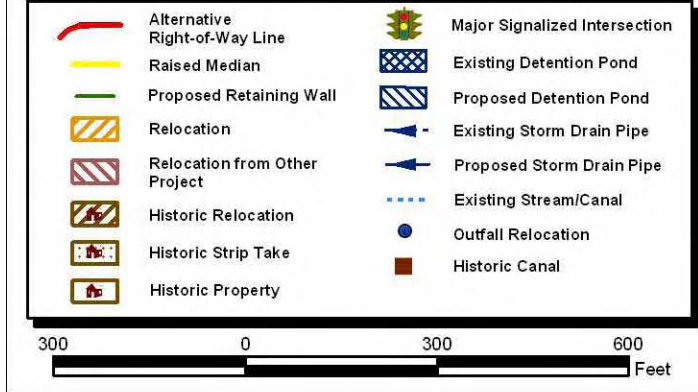 Alternative
Right-of-Way Line
Raised Median
Proposed Retaining Wall
Relocation
Relocation from Other
Project
Historic Relocation
Historic Strip Take
Historic Property
Major Signalized Intersection
Existing Detention Pond
Proposed Detention Pond
Existing Storm Drain Pipe
Proposed Storm Drain Pipe
Existing Stream/Canal
Outfall Relocation
Historic Canal
300 0 300 600
Feet